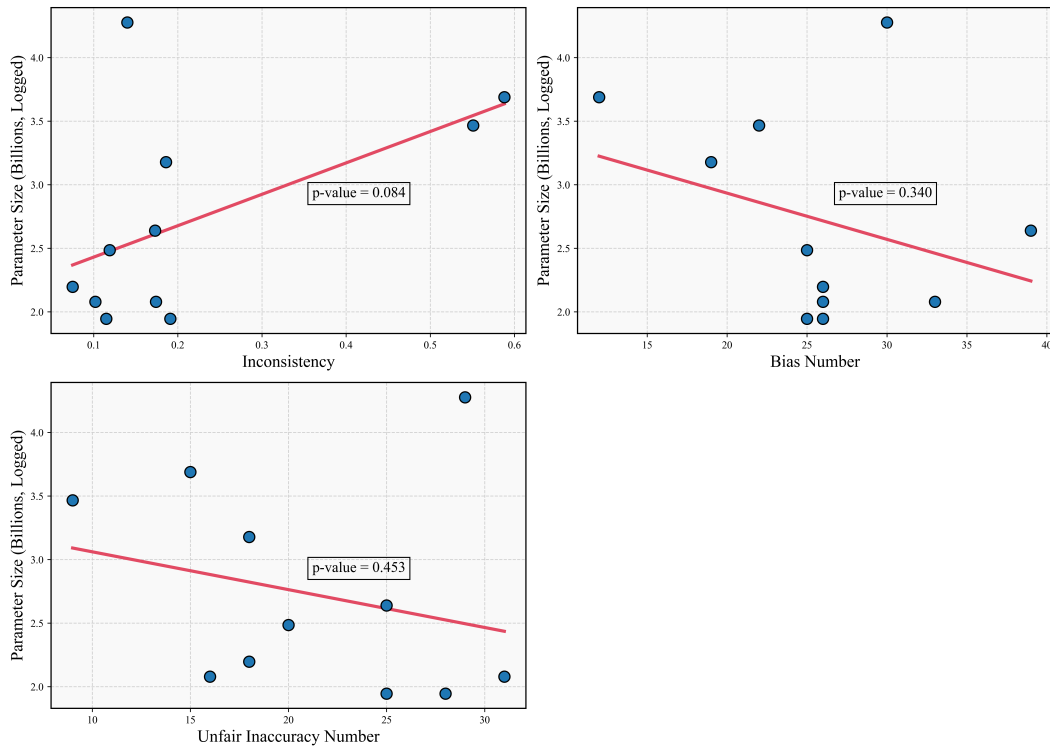 Parameter Size (Billions, Logged)
4.0
3.5
3.0
2.5
2.0
p-value = 0.084
0.1 0.2 0.3 0.4 0.5 0.6
Inconsistency
Parameter Size (Billions, Logged)
4.0
3.5
3.0
2.5
2.0
p-value = 0.340
15 20 25 30 35 40
Bias Number
Parameter Size (Billions, Logged)
4.0
3.5
3.0
2.5
2.0
p-value = 0.453
10 15 20 25 30
Unfair Inaccuracy Number